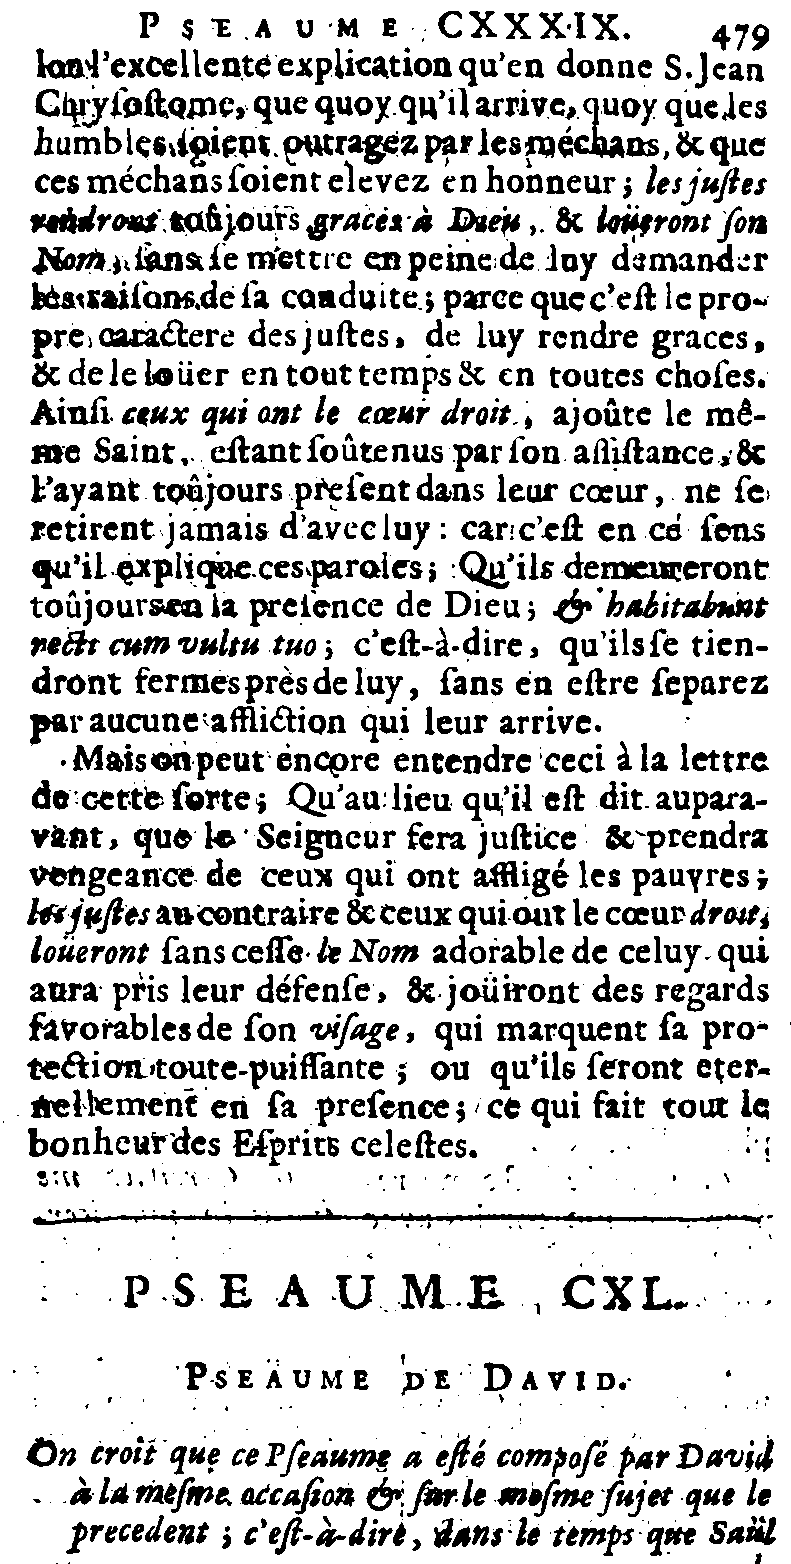 PSEAUME CXXXIX. 479
lon l'excellente explication qu'en donne S. Jean
Chryſoſtome, que quoy qu'il arrive, quoy que les
humbles ſoient outragez par les méchans, & que
ces méchans ſoient elevez en honneur ; les juſtes
rendront toûjours graces à Dieu, & loüeront ſon
Nom, ſans ſe mettre en peine de luy demander
les raiſons de ſa conduite ; parce que c'eſt le pro-
pre caractere des juſtes, de luy rendre graces,
& de le loüer en tout temps & en toutes choſes.
Ainſi ceux qui ont le cœur droit, ajoûte le mê-
me Saint, eſtant ſoûtenus par ſon aſſiſtance, &
l'ayant toûjours preſent dans leur cœur, ne ſe
retirent jamais d'avec luy : car c'eſt en ce ſens
qu'il explique ces paroles ; Qu'ils demeureront
toûjours en la preſence de Dieu ; & habitabunt
recti cum vultu tuo ; c'eſt-à-dire, qu'ils ſe tien-
dront fermes près de luy, ſans en eſtre ſeparez
par aucune affliction qui leur arrive.
Mais on peut encore entendre ceci à la lettre
de cette ſorte ; Qu'au lieu qu'il eſt dit aupara-
vant, que le Seigneur fera juſtice & prendra
vengeance de ceux qui ont affligé les pauvres ;
les juſtes au contraire & ceux qui ont le cœur droit,
loüeront ſans ceſſe le Nom adorable de celuy qui
aura pris leur défenſe, & joüiront des regards
favorables de ſon viſage, qui marquent ſa pro-
tection toute-puiſſante ; ou qu'ils ſeront eter-
nellement en ſa preſence ; ce qui fait tout le
bonheur des Eſprits celeſtes.
PSEAUME CXL.
PSEAUME DE DAVID.
On croit que ce Pſeaume a eſté compoſé par David
à la meſme occaſion & ſur le meſme ſujet que le
precedent ; c'eſt-à-dire, dans le temps que Saül